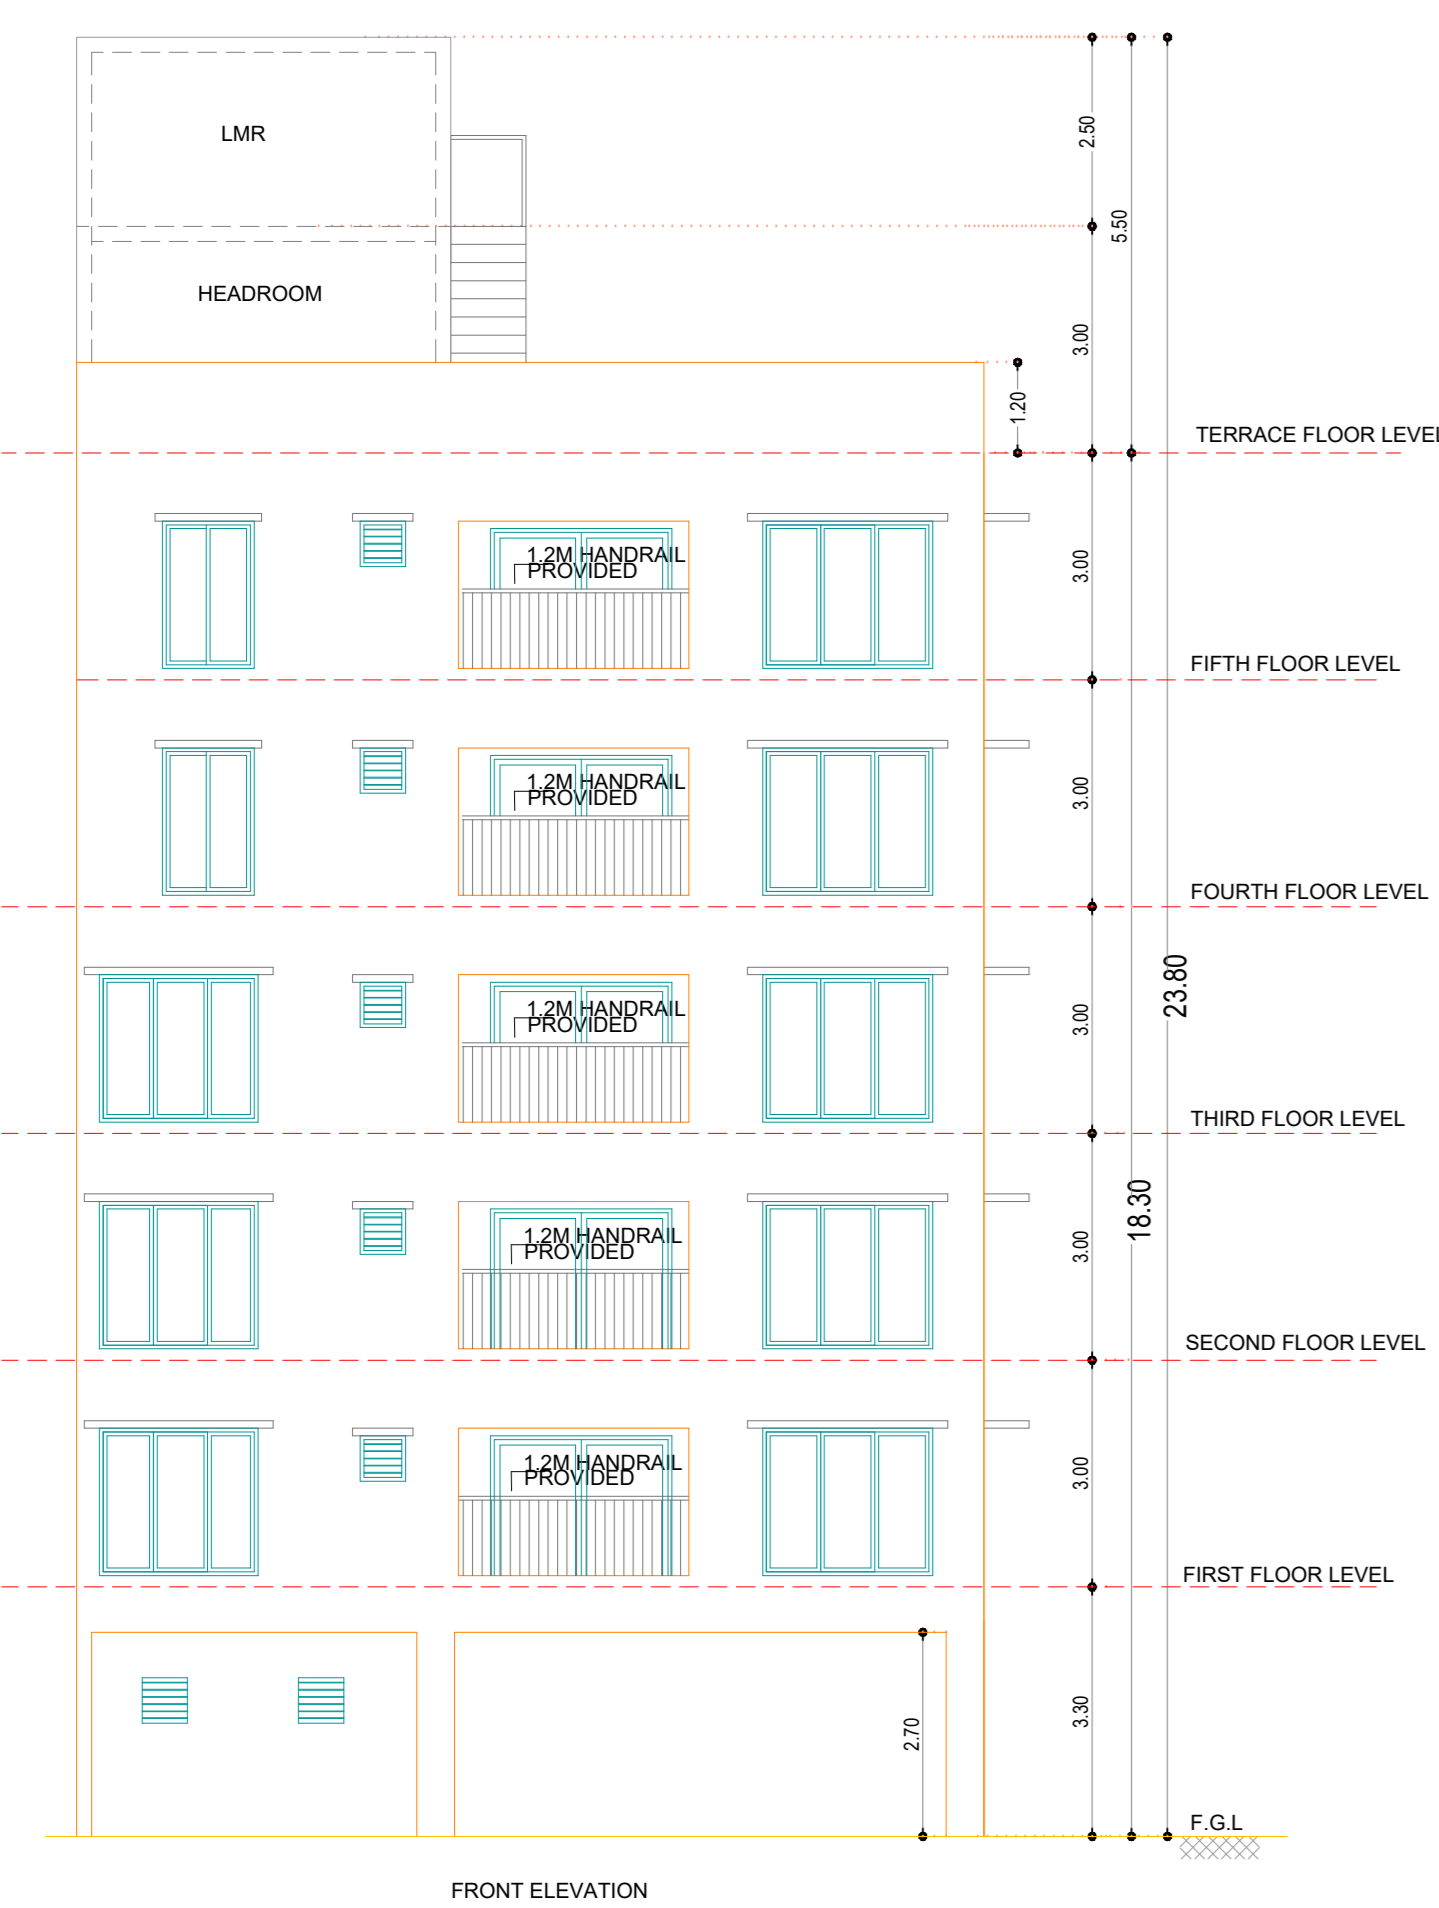 LMR
2.50
5.50
HEADROOM
3.00
1.20
TERRACE FLOOR LEVEL
1.2M HANDRAIL
PROVIDED
3.00
FIFTH FLOOR LEVEL
1.2M HANDRAIL
PROVIDED
3.00
FOURTH FLOOR LEVEL
23.80
1.2M HANDRAIL
PROVIDED
3.00
THIRD FLOOR LEVEL
18.30
1.2M HANDRAIL
PROVIDED
3.00
SECOND FLOOR LEVEL
1.2M HANDRAIL
PROVIDED
3.00
FIRST FLOOR LEVEL
2.70
3.30
F.G.L
FRONT ELEVATION